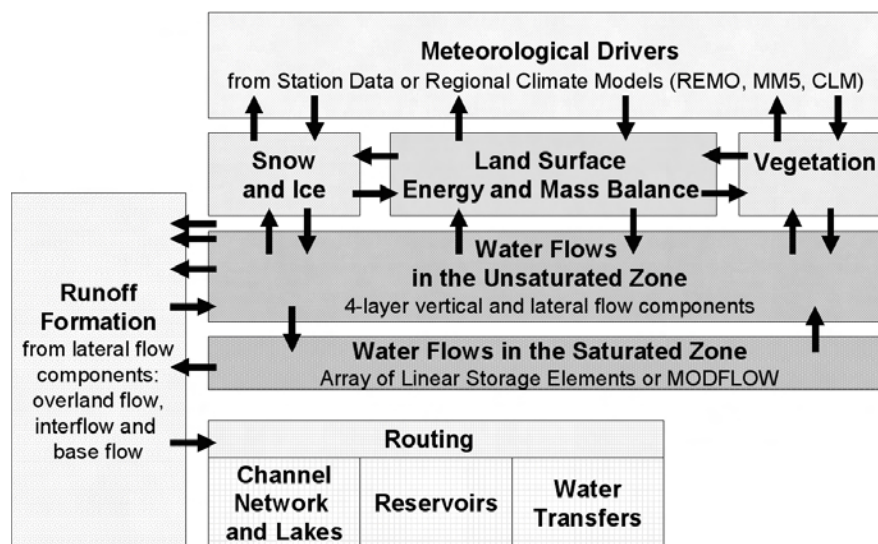 Meteorological Drivers
from Station Data or Regional Climate Models (REMO, MM5, CLM)
Snow
and Ice
Land Surface
Energy and Mass Balance
Vegetation
Water Flows
in the Unsaturated Zone
4-layer vertical and lateral flow components
Runoff
Formation
from lateral flow
components:
overland flow,
interflow and
base flow
Water Flows in the Saturated Zone
Array of Linear Storage Elements or MODFLOW
Routing
Channel
Network
and Lakes
Reservoirs
Water
Transfers